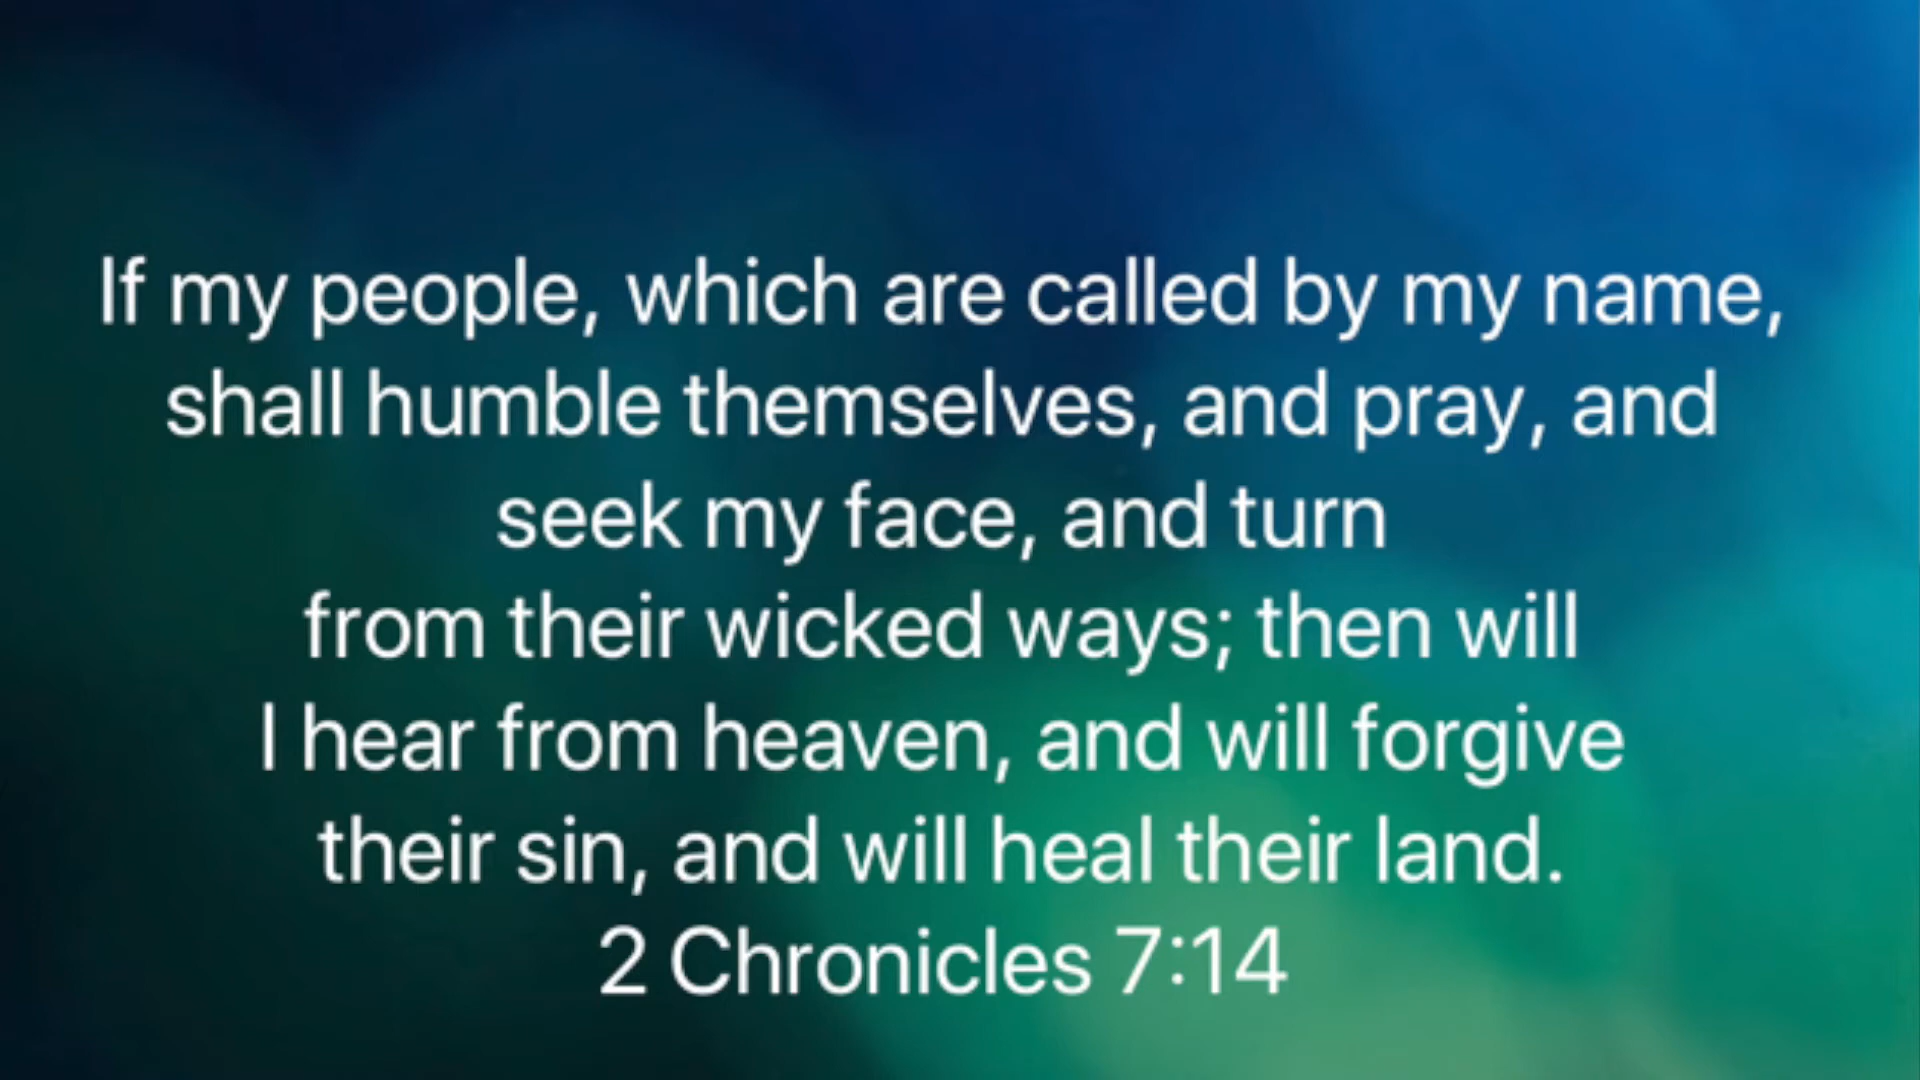 If my people, which are called by my name,
shall humble themselves, and pray, and
seek my face, and turn
from their wicked ways; then will
I hear from heaven, and will forgive
their sin, and will heal their land.
2 Chronicles 7:14